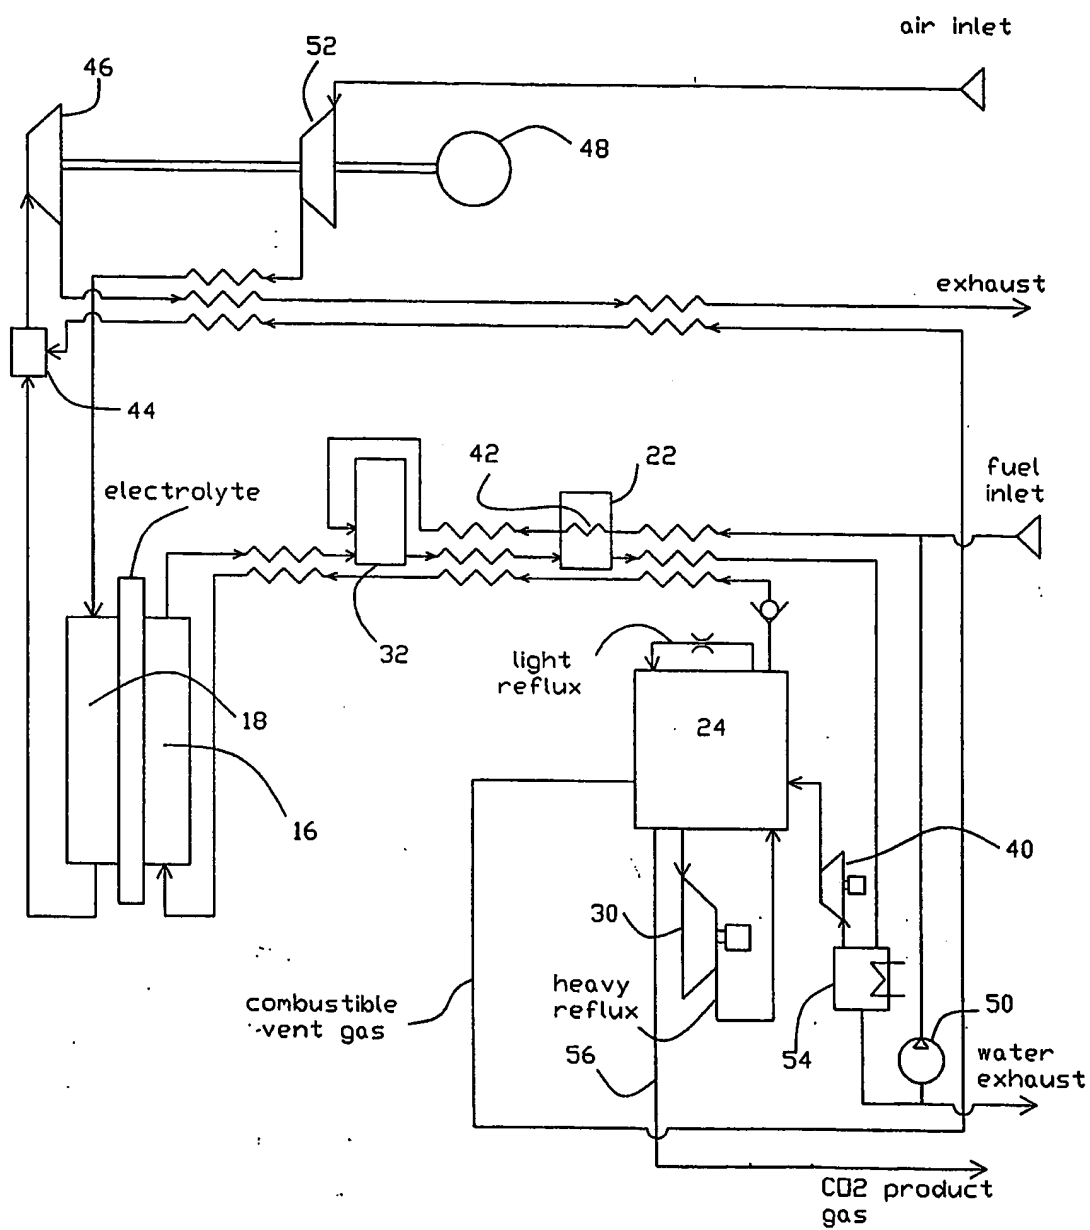 air inlet
52
46
48
exhaust
44
42
22
fuel
inlet
electrolyte
32
light
reflux
18
24
16
40
30
heavy
reflux
combustible
vent gas
50
54
56
water
exhaust
CO2 product
gas